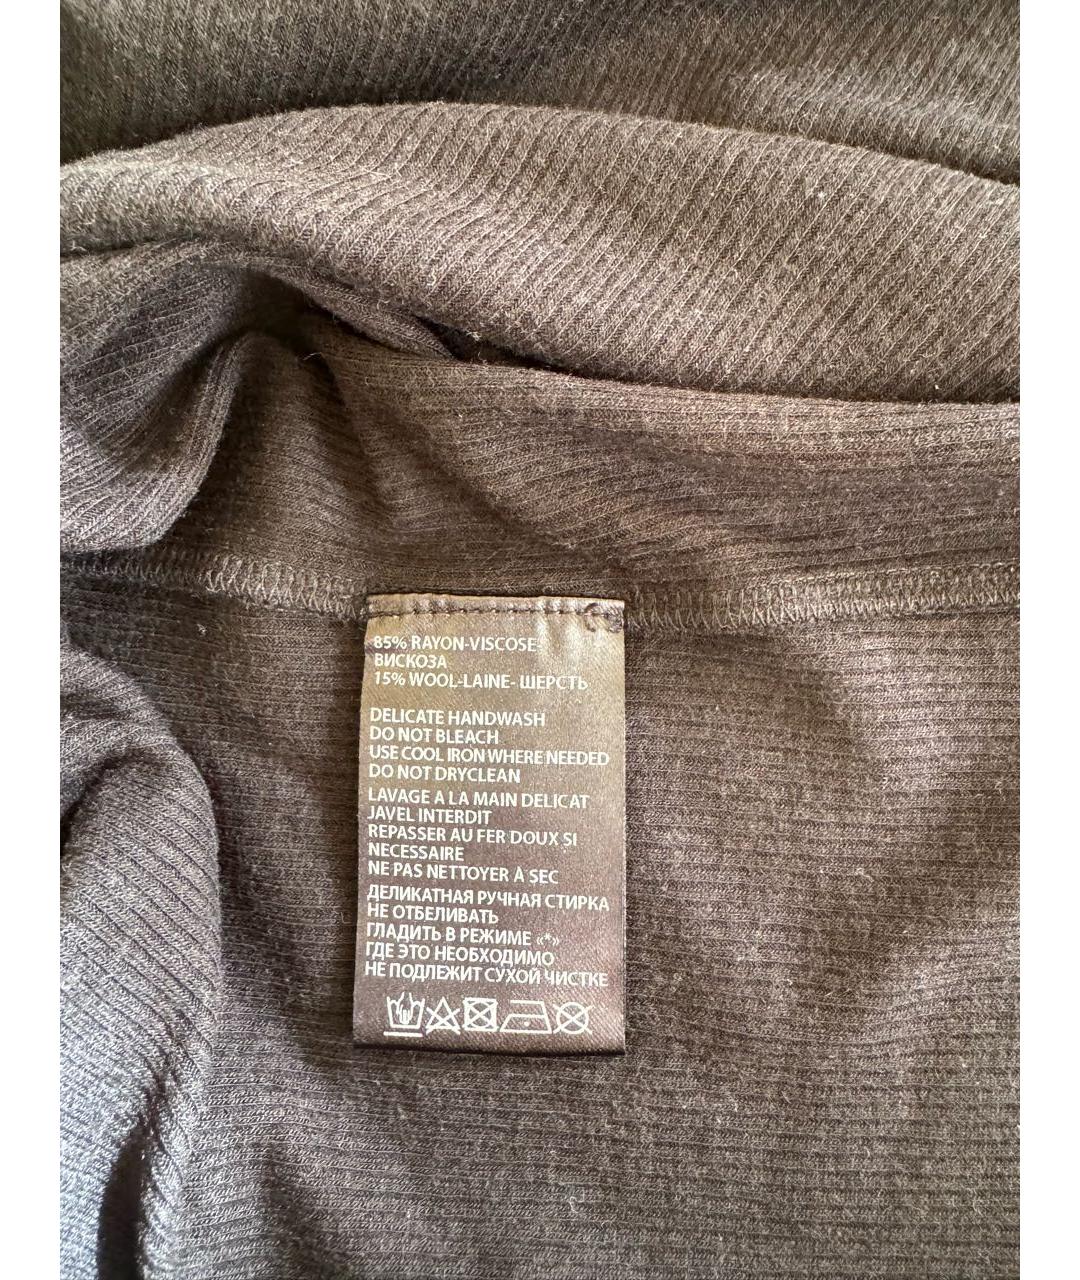 85% RAYON-VISCOSE-
ВИСКОЗА
15% WOOL-LAINE- ШЕРСТЬ
DELICATE HANDWASH
DO NOT BLEACH
USE COOL IRON WHERE NEEDED
DO NOT DRYCLEAN
LAVAGE A LA MAIN DELICAT
JAVEL INTERDIT
REPASSER AU FER DOUX SI
NECESSAIRE
NE PAS NETTOYER A SEC
ДЕЛИКАТНАЯ РУЧНАЯ СТИРКА
НЕ ОТБЕЛИВАТЬ
ГЛАДИТЬ В РЕЖИМЕ «*»
ГДЕ ЭТО НЕОБХОДИМО
НЕ ПОДЛЕЖИТ СУХОЙ ЧИСТКЕ